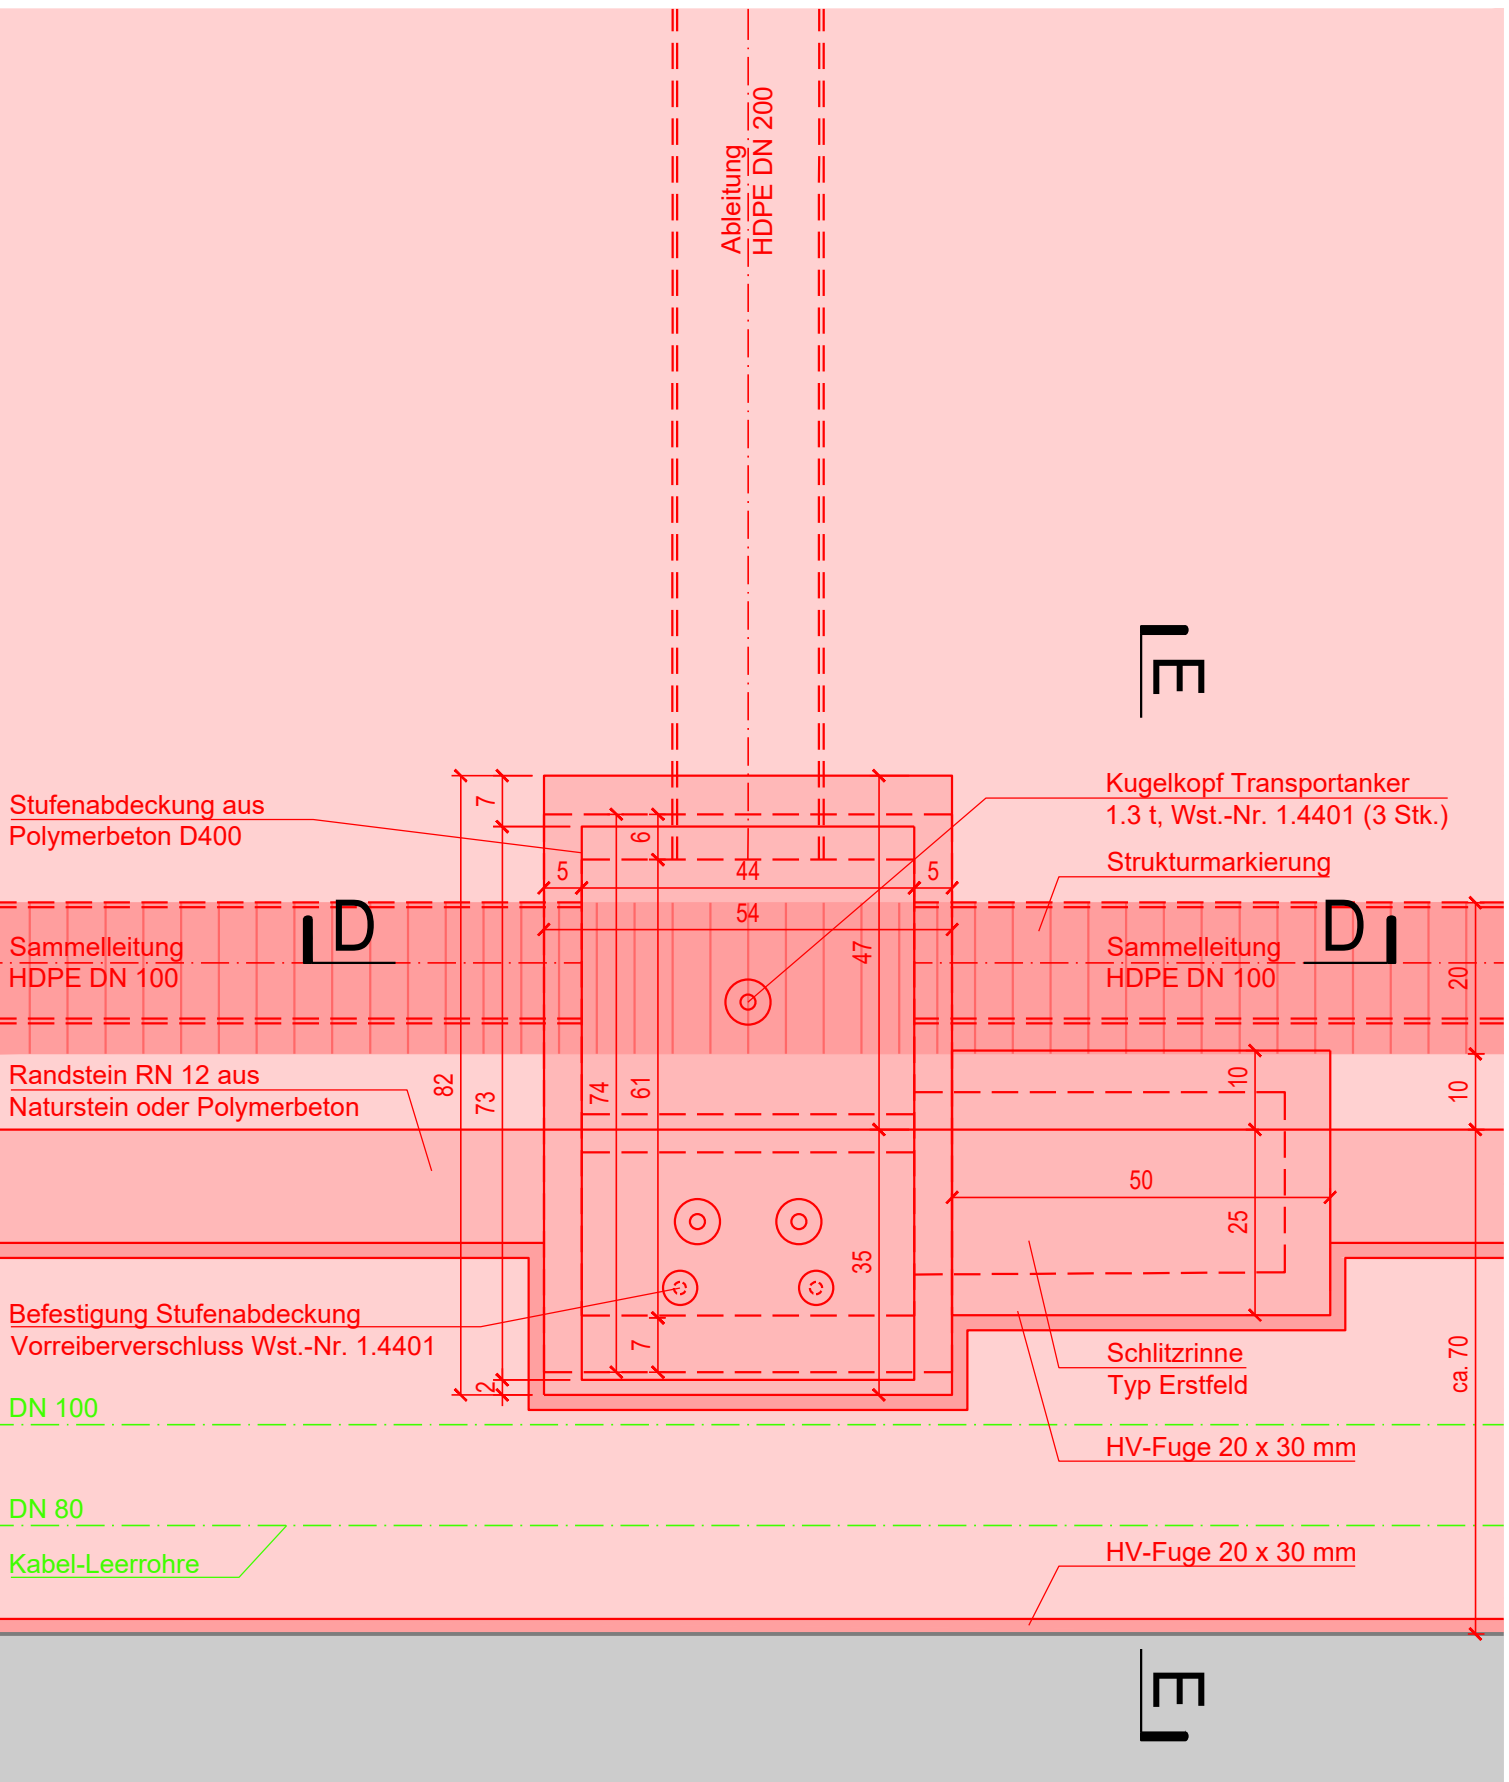 Ableitung
HDPE DN 200
E
Stufenabdeckung aus
Polymerbeton D400
Kugelkopf Transportanker
1.3 t, Wst.-Nr. 1.4401 (3 Stk.)
Strukturmarkierung
7
6
5
44
5
54
47
D
D
Sammelleitung
HDPE DN 100
Sammelleitung
HDPE DN 100
20
Randstein RN 12 aus
Naturstein oder Polymerbeton
82
73
74
61
10
10
50
25
35
Befestigung Stufenabdeckung
Vorreiberverschluss Wst.-Nr. 1.4401
7
2
Schlitzrinne
Typ Erstfeld
ca. 70
DN 100
HV-Fuge 20 x 30 mm
DN 80
Kabel-Leerrohre
HV-Fuge 20 x 30 mm
E